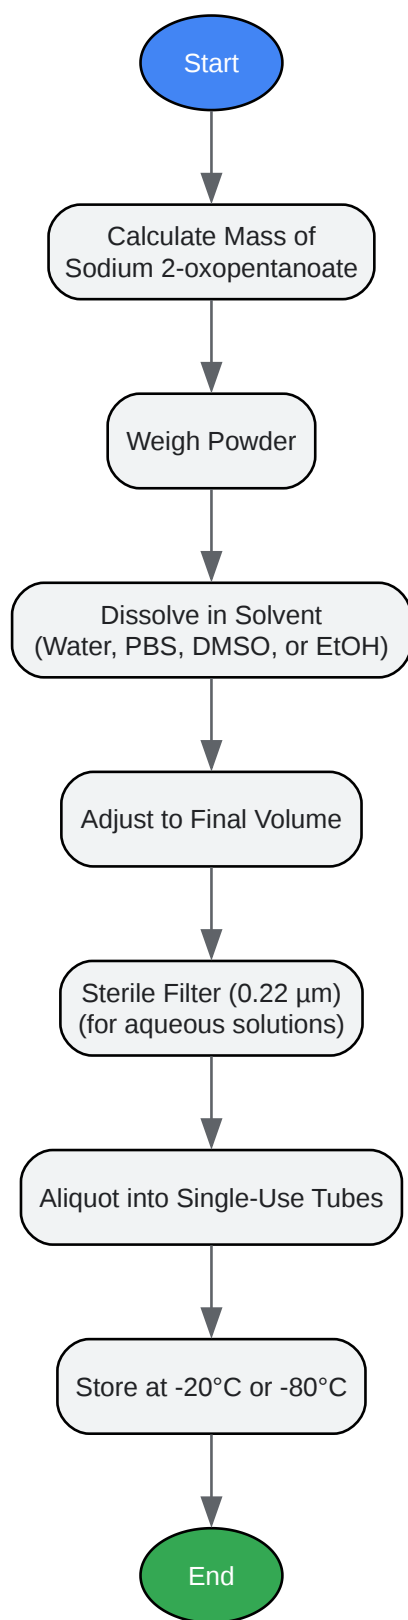 Start
Calculate Mass of
Sodium 2-oxopentanoate
Weigh Powder
Dissolve in Solvent
(Water, PBS, DMSO, or EtOH)
Adjust to Final Volume
Sterile Filter (0.22 µm)
(for aqueous solutions)
Aliquot into Single-Use Tubes
Store at -20°C or -80°C
End